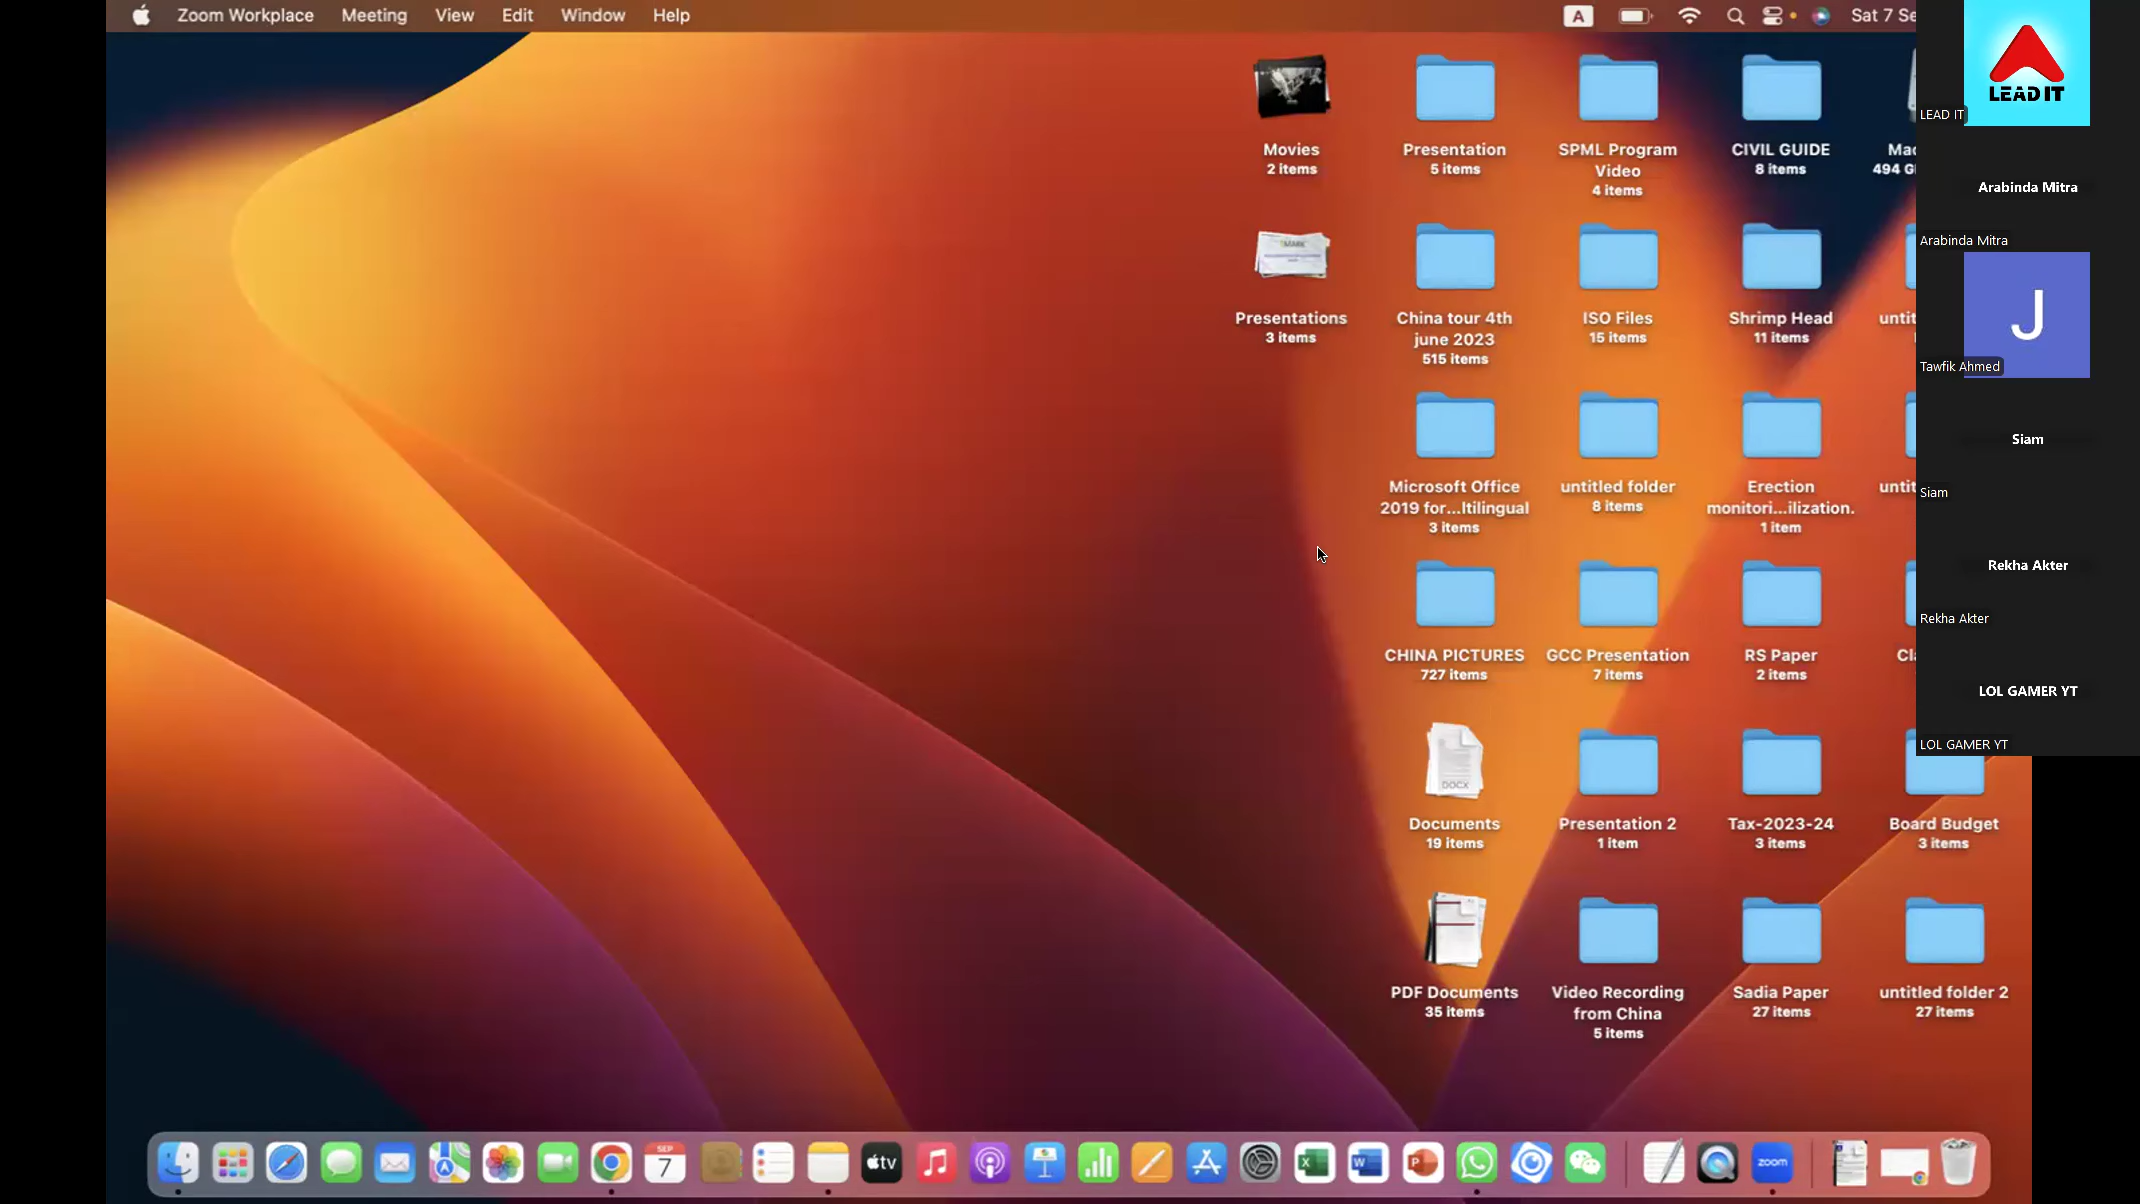 Zoom Workplace Meeting View Edit Window Help
A
Sat 7 Se
Movies
2 items
Presentation
5 items
SPML Program
Video
4 items
CIVIL GUIDE
8 items
Mac
494 G
Presentations
3 items
China tour 4th
june 2023
515 items
ISO Files
15 items
Shrimp Head
11 items
untit
Microsoft Office
2019 for...ltilingual
3 items
untitled folder
8 items
Erection
monitori...ilization.
1 item
untit
CHINA PICTURES
727 items
GCC Presentation
7 items
RS Paper
2 items
Documents
19 items
DOCX
Presentation 2
1 item
Tax-2023-24
3 items
Board Budget
3 items
PDF Documents
35 items
Video Recording
from China
5 items
Sadia Paper
27 items
untitled folder 2
27 items
LEAD IT
LEAD IT
Arabinda Mitra
Arabinda Mitra
J
Tawfik Ahmed
Siam
Siam
Rekha Akter
Rekha Akter
LOL GAMER YT
LOL GAMER YT
SEP
7
tv
X
W
P
zoom